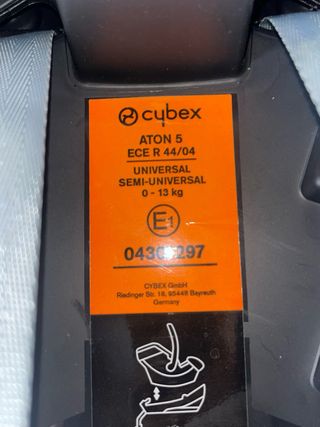 cybex
ATON 5
ECE R 44/04
UNIVERSAL
SEMI-UNIVERSAL
0 - 13 kg
E1
CYBEX GmbH
Riedinger Str. 18, 95448 Bayreuth
Germany